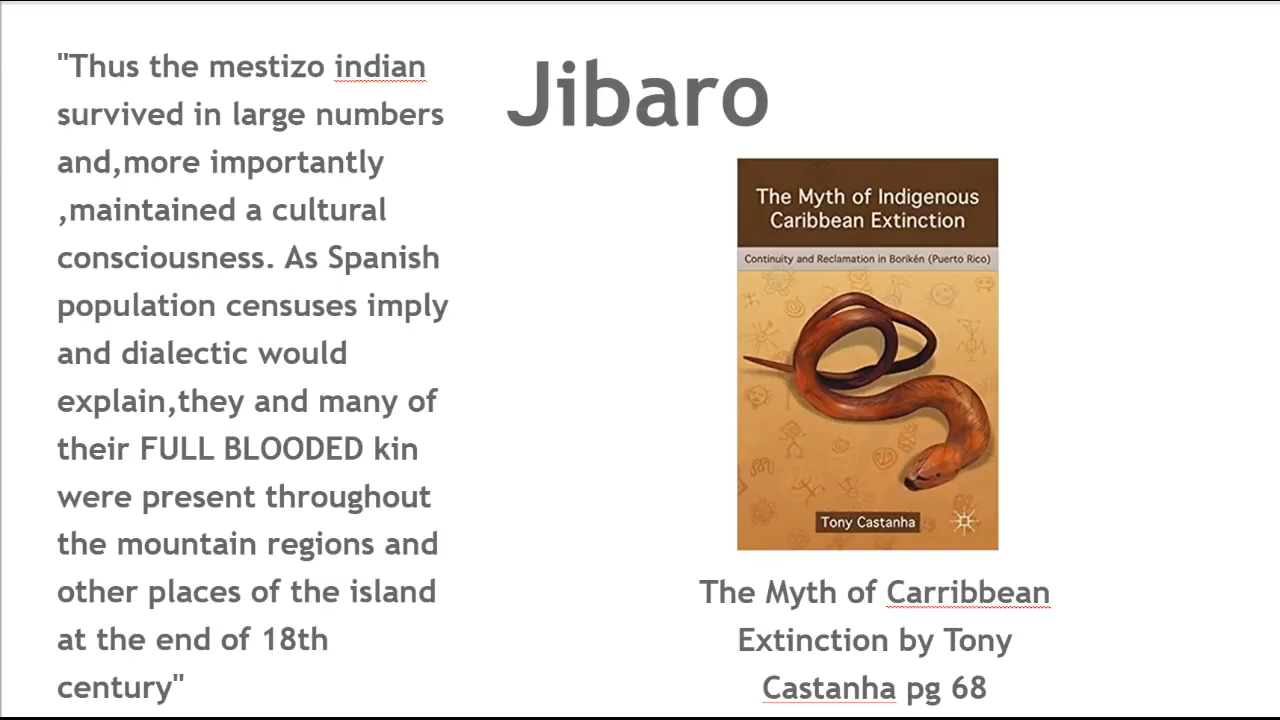 "Thus the mestizo indian
survived in large numbers
and,more importantly
,maintained a cultural
consciousness. As Spanish
population censuses imply
and dialectic would
explain,they and many of
their FULL BLOODED kin
were present throughout
the mountain regions and
other places of the island
at the end of 18th
century"
Jibaro
The Myth of Indigenous
Caribbean Extinction
Continuity and Reclamation in Borikén (Puerto Rico)
Tony Castanha
The Myth of Carribbean
Extinction by Tony
Castanha pg 68